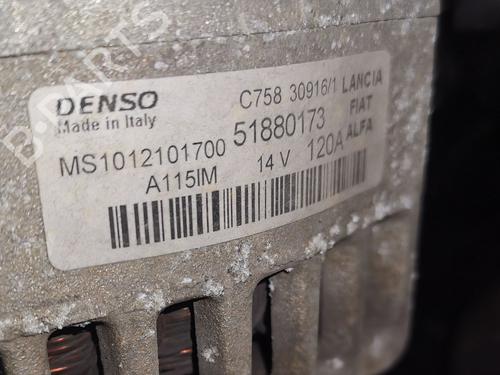 DENSO
Made in Italy
C758 30916/1
LANCIA
FIAT
ALFA
MS1012101700
51880173
A115IM
14 V
120A
B-PARTS